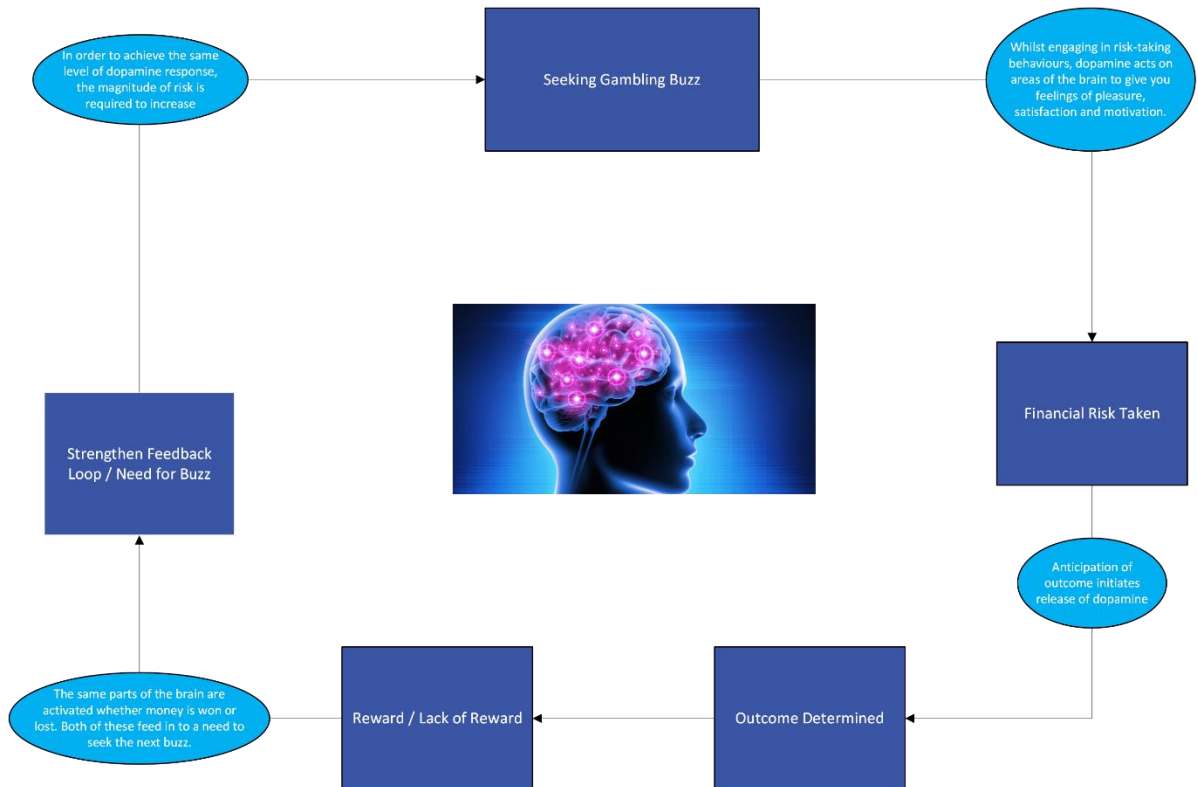 In order to achieve the same
level of dopamine response,
the magnitude of risk is
required to increase
Seeking Gambling Buzz
Whilst engaging in risk-taking
behaviours, dopamine acts on
areas of the brain to give you
feelings of pleasure,
satisfaction and motivation.
Financial Risk Taken
Anticipation of
outcome initiates
release of dopamine
Outcome Determined
Reward / Lack of Reward
The same parts of the brain are
activated whether money is won or
lost. Both of these feed in to a need to
seek the next buzz.
Strengthen Feedback
Loop / Need for Buzz